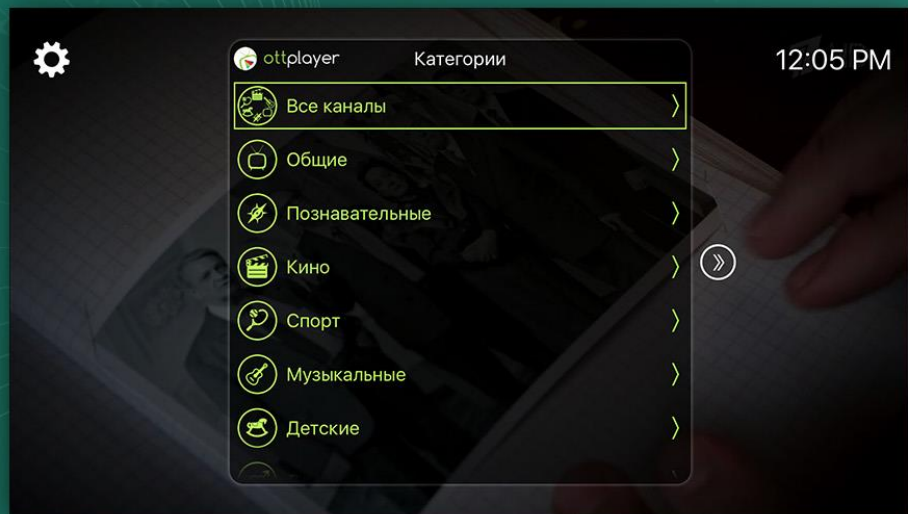 ottplayer Категории
12:05 PM
Все каналы
Общие
Познавательные
Кино
Спорт
Музыкальные
Детские